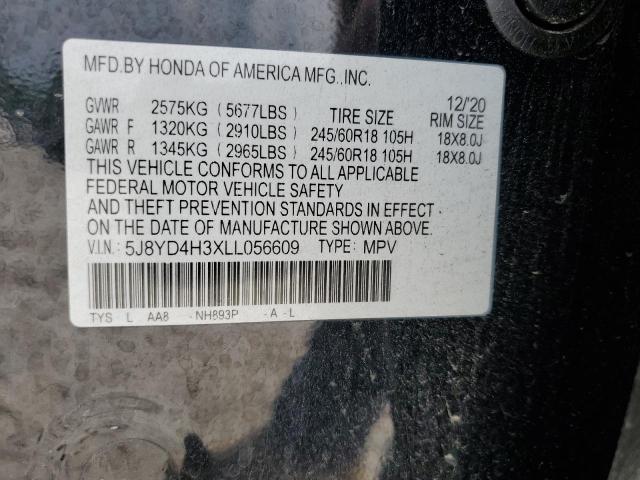 MFD.BY HONDA OF AMERICA MFG.,INC.
12/'20
GVWR 2575KG (5677LBS) TIRE SIZE RIM SIZE
GAWR F 1320KG (2910LBS) 245/60R18 105H 18X8.0J
GAWR R 1345KG (2965LBS) 245/60R18 105H 18X8.0J
THIS VEHICLE CONFORMS TO ALL APPLICABLE
FEDERAL MOTOR VEHICLE SAFETY
AND THEFT PREVENTION STANDARDS IN EFFECT
ON THE DATE OF MANUFACTURE SHOWN ABOVE.
V.I.N.: 5J8YD4H3XLL056609 TYPE: MPV
TYS L AA8 -NH893P -A -L